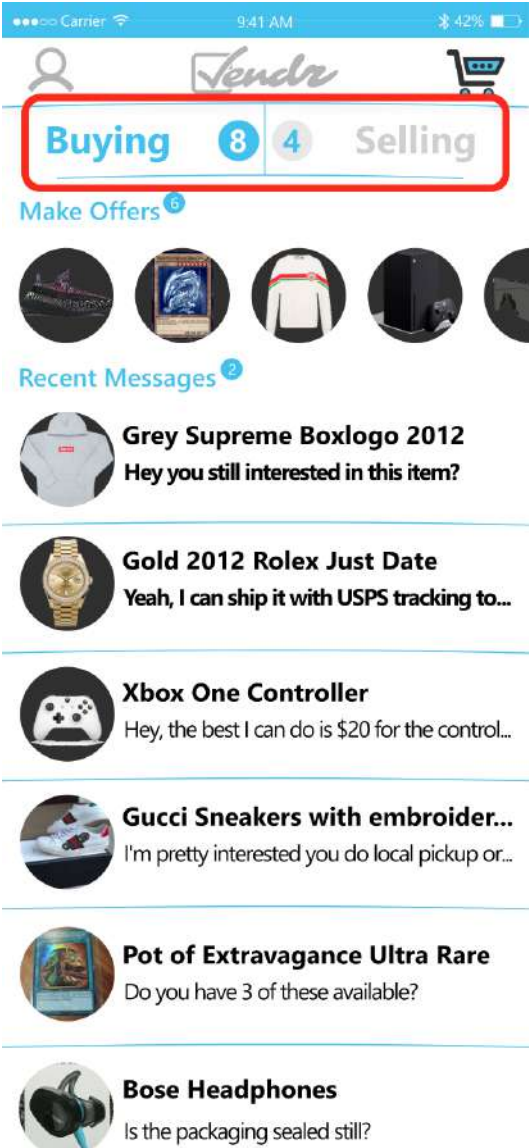 Carrier 9:41 AM 42%
Vendr
Buying 8 4 Selling
Make Offers 6
Recent Messages 2
Grey Supreme Boxlogo 2012
Hey you still interested in this item?
Gold 2012 Rolex Just Date
Yeah, I can ship it with USPS tracking to...
Xbox One Controller
Hey, the best I can do is $20 for the control...
Gucci Sneakers with embroider...
I'm pretty interested you do local pickup or...
Pot of Extravagance Ultra Rare
Do you have 3 of these available?
Bose Headphones
Is the packaging sealed still?